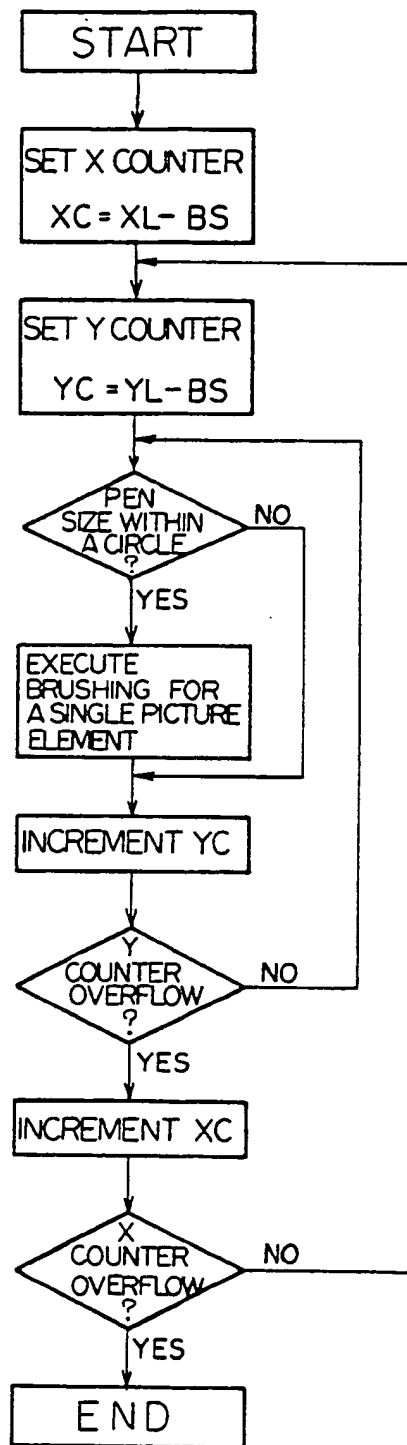 START
SET X COUNTER
XC = XL - BS
SET Y COUNTER
YC = YL - BS
PEN
SIZE WITHIN
A CIRCLE
?
NO
YES
EXECUTE
BRUSHING FOR
A SINGLE PICTURE
ELEMENT
INCREMENT YC
Y
COUNTER
OVERFLOW
?
NO
YES
INCREMENT XC
X
COUNTER
OVERFLOW
?
NO
YES
END